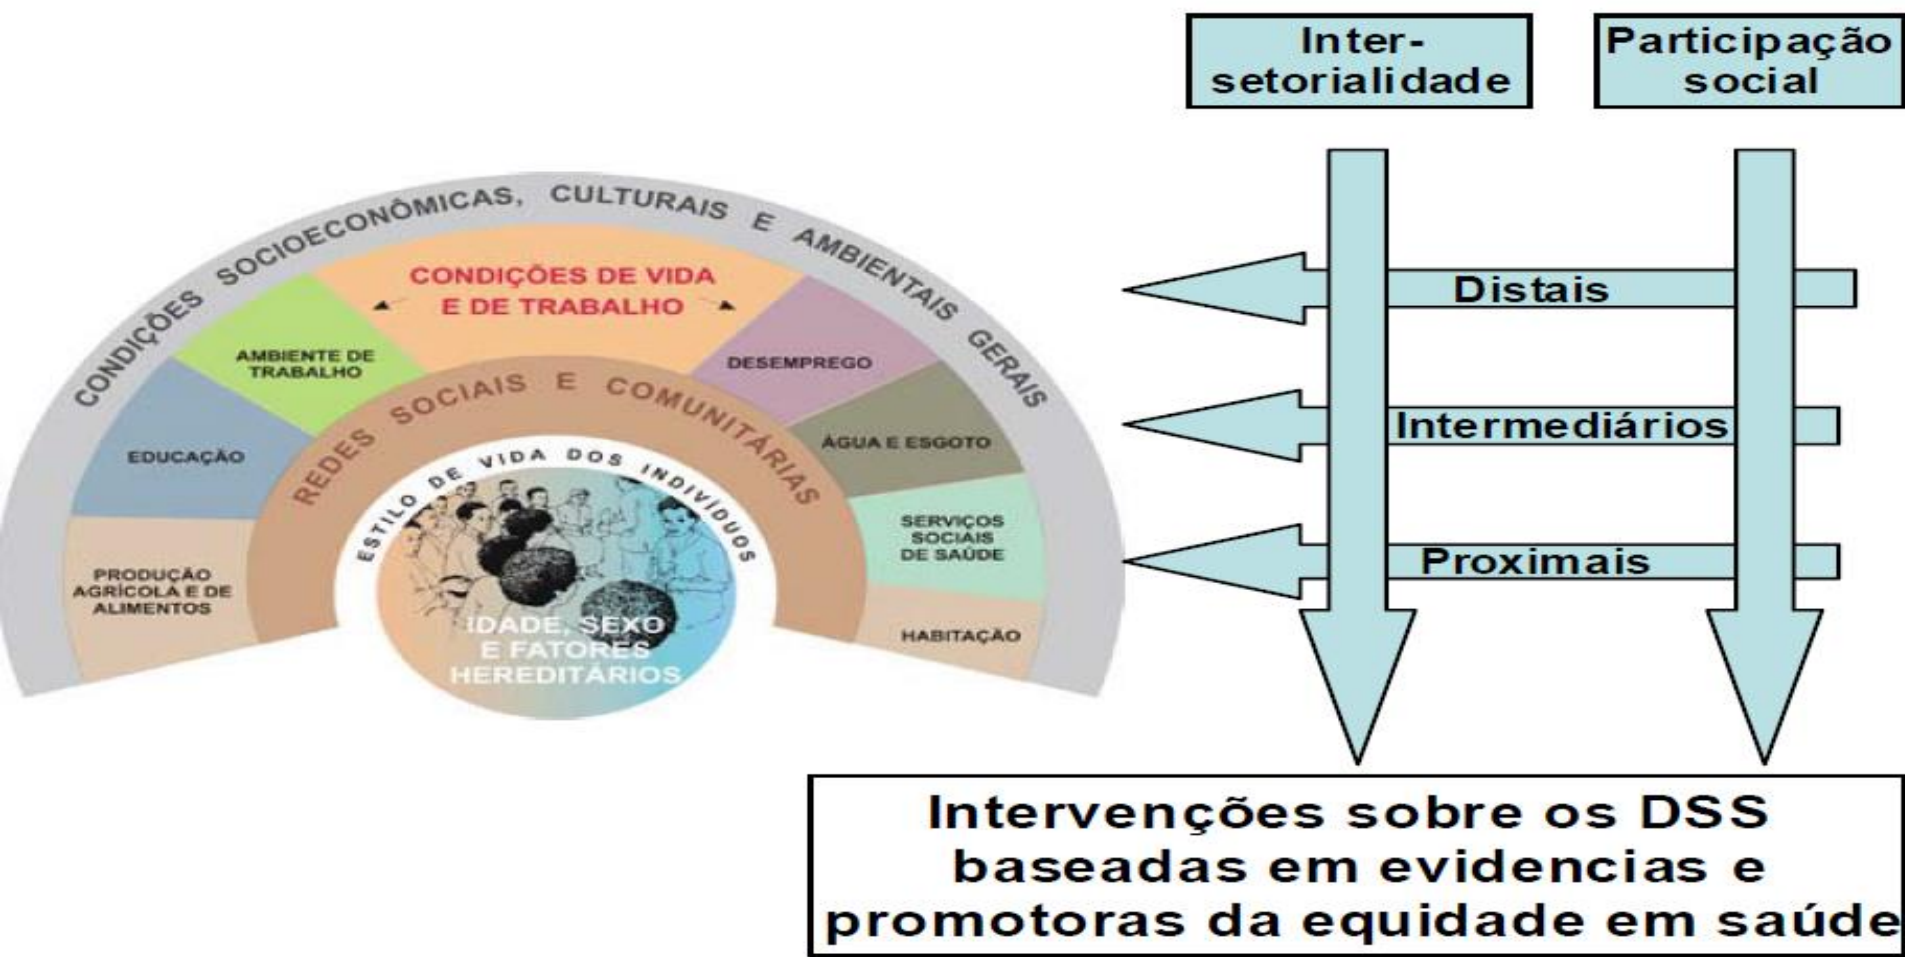 CONDIÇÕES SOCIOECONÔMICAS, CULTURAIS E AMBIENTAIS GERAIS
CONDIÇÕES DE VIDA
E DE TRABALHO
AMBIENTE DE
TRABALHO
DESEMPREGO
EDUCAÇÃO
ÁGUA E ESGOTO
PRODUÇÃO
AGRÍCOLA E DE
ALIMENTOS
SERVIÇOS
SOCIAIS
DE SAÚDE
HABITAÇÃO
REDES SOCIAIS E COMUNITÁRIAS
ESTILO DE VIDA DOS INDIVÍDUOS
IDADE, SEXO
E FATORES
HEREDITÁRIOS
Inter-
setorialidade
Participação
social
Distais
Intermediários
Proximais
Intervenções sobre os DSS
baseadas em evidencias e
promotoras da equidade em saúde